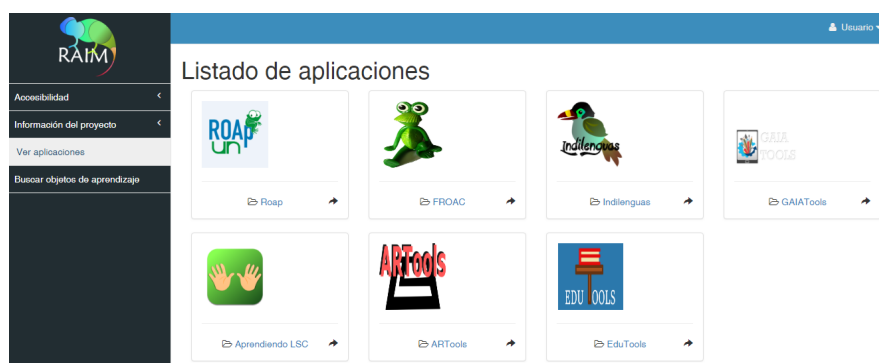 RAIM
Usuario
Accesibilidad
Información del proyecto
Ver aplicaciones
Buscar objetos de aprendizaje
Listado de aplicaciones
ROAp
un
Roap
FROAC
Indilenguas
Indilenguas
GAIA
TOOLS
GAIATools
Aprendiendo LSC
ARTools
ARTools
EDU TOOLS
EduTools